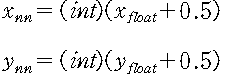 x_nn=(int)(x_float+0.5)
y_nn=(int)(y_float+0.5)